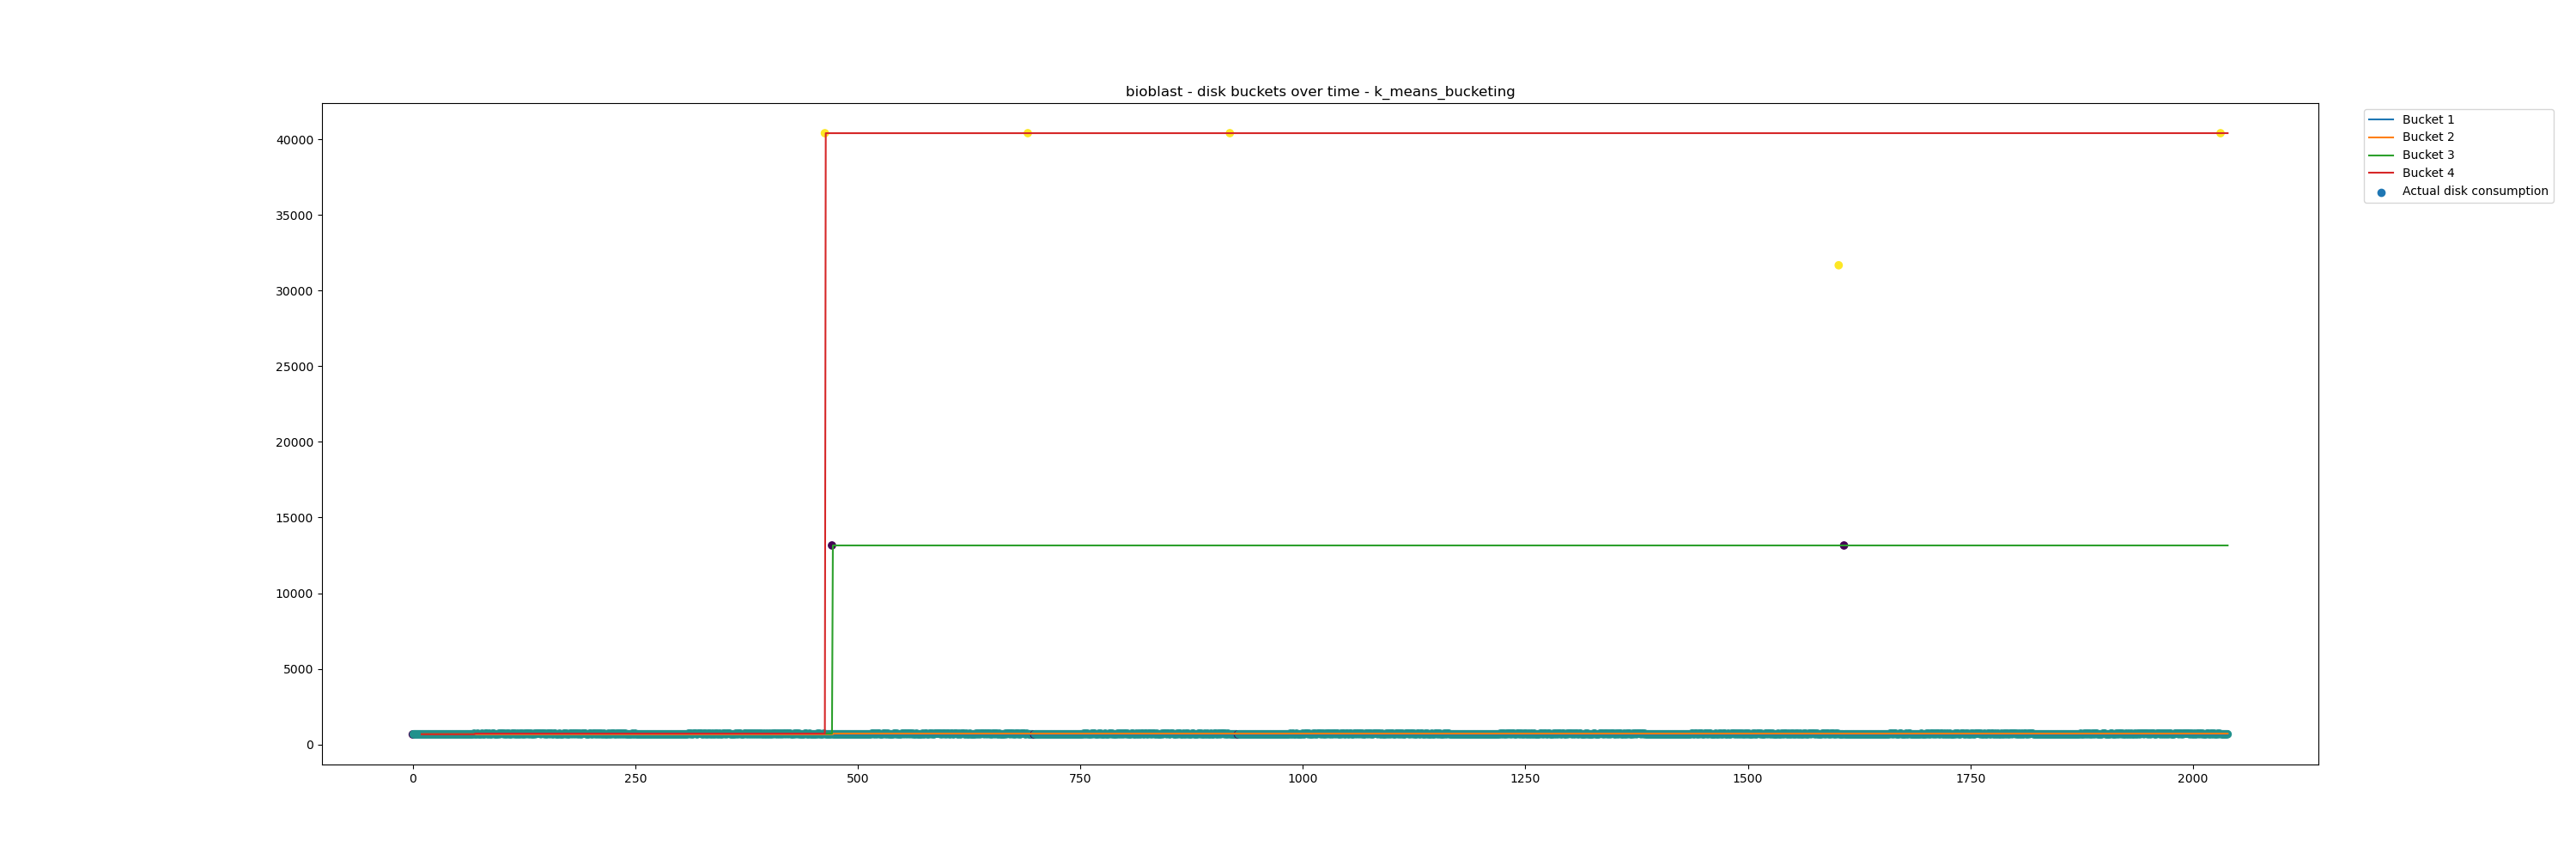 bioblast - disk buckets over time - k_means_bucketing
40000
35000
30000
25000
20000
15000
10000
5000
0
0 250 500 750 1000 1250 1500 1750 2000
Bucket 1
Bucket 2
Bucket 3
Bucket 4
Actual disk consumption